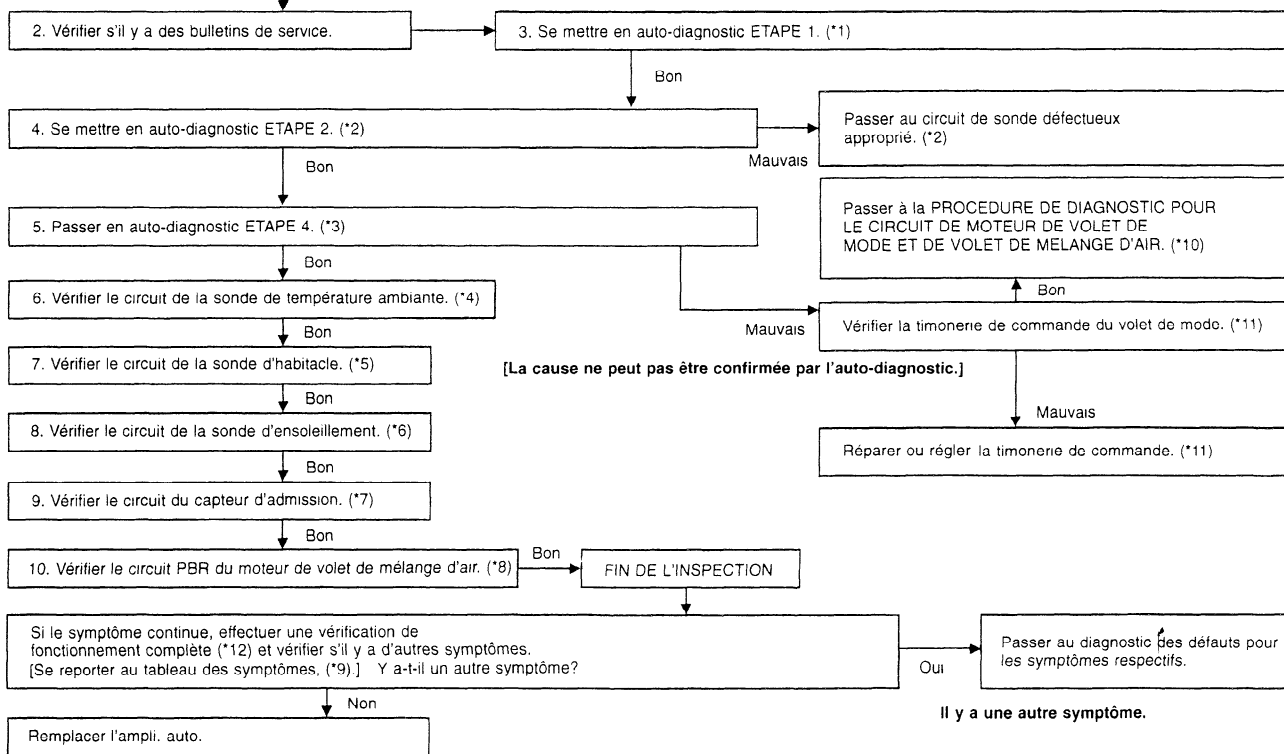 2. Vérifier s'il y a des bulletins de service.
3. Se mettre en auto-diagnostic ETAPE 1. (*1)
Bon
4. Se mettre en auto-diagnostic ETAPE 2. (*2)
Mauvais
Passer au circuit de sonde défectueux
approprié. (*2)
Bon
5. Passer en auto-diagnostic ETAPE 4. (*3)
Passer à la PROCEDURE DE DIAGNOSTIC POUR
LE CIRCUIT DE MOTEUR DE VOLET DE
MODE ET DE VOLET DE MELANGE D'AIR. (*10)
Bon
6. Vérifier le circuit de la sonde de température ambiante. (*4)
Bon
Mauvais
Vérifier la timonerie de commande du volet de mode. (*11)
Bon
7. Vérifier le circuit de la sonde d'habitacle. (*5)
[La cause ne peut pas être confirmée par l'auto-diagnostic.]
Bon
Mauvais
8. Vérifier le circuit de la sonde d'ensoleillement. (*6)
Réparer ou régler la timonerie de commande. (*11)
Bon
9. Vérifier le circuit du capteur d'admission. (*7)
Bon
10. Vérifier le circuit PBR du moteur de volet de mélange d'air. (*8)
Bon
FIN DE L'INSPECTION
Si le symptôme continue, effectuer une vérification de
fonctionnement complète (*12) et vérifier s'il y a d'autres symptômes.
[Se reporter au tableau des symptômes, (*9).] Y a-t-il un autre symptôme?
Oui
Passer au diagnostic des défauts pour
les symptômes respectifs.
Il y a une autre symptôme.
Non
Remplacer l'ampli. auto.